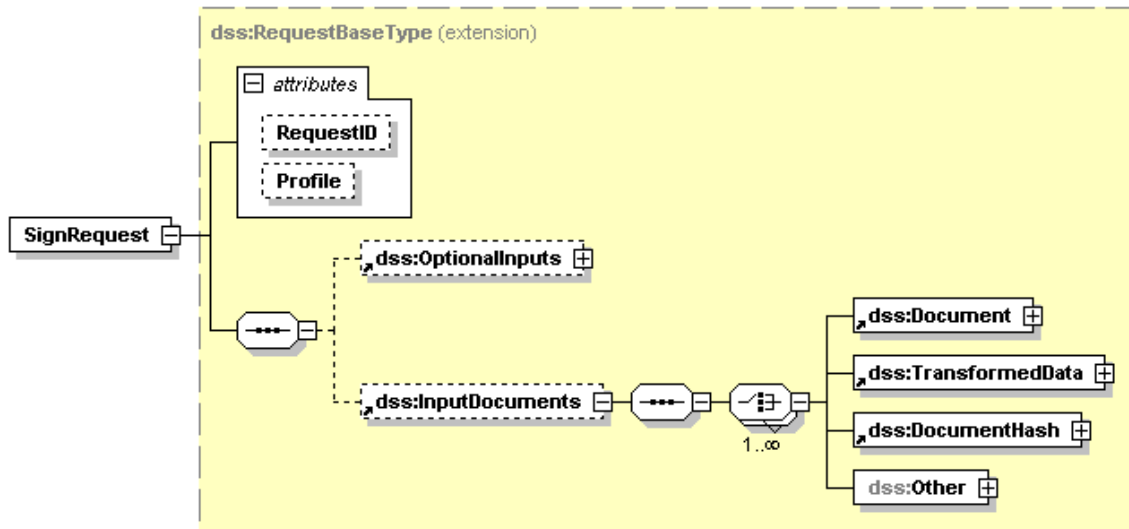 dss:RequestBaseType (extension)
attributes
RequestID
Profile
SignRequest
dss:OptionalInputs
dss:InputDocuments
1..∞
dss:Document
dss:TransformedData
dss:DocumentHash
dss:Other